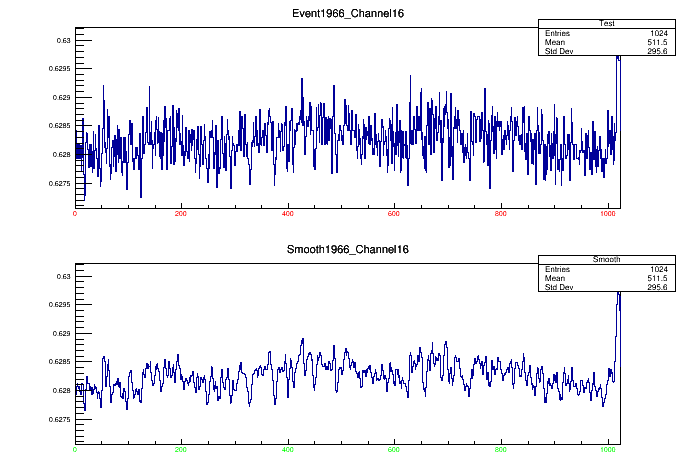 Event1966_Channel16
Test
Entries 1024
Mean 511.5
Std Dev 295.6
0.63
0.6295
0.629
0.6285
0.628
0.6275
0 200 400 600 800 1000
Smooth1966_Channel16
Smooth
Entries 1024
Mean 511.5
Std Dev 295.6
0.63
0.6295
0.629
0.6285
0.628
0.6275
0 200 400 600 800 1000